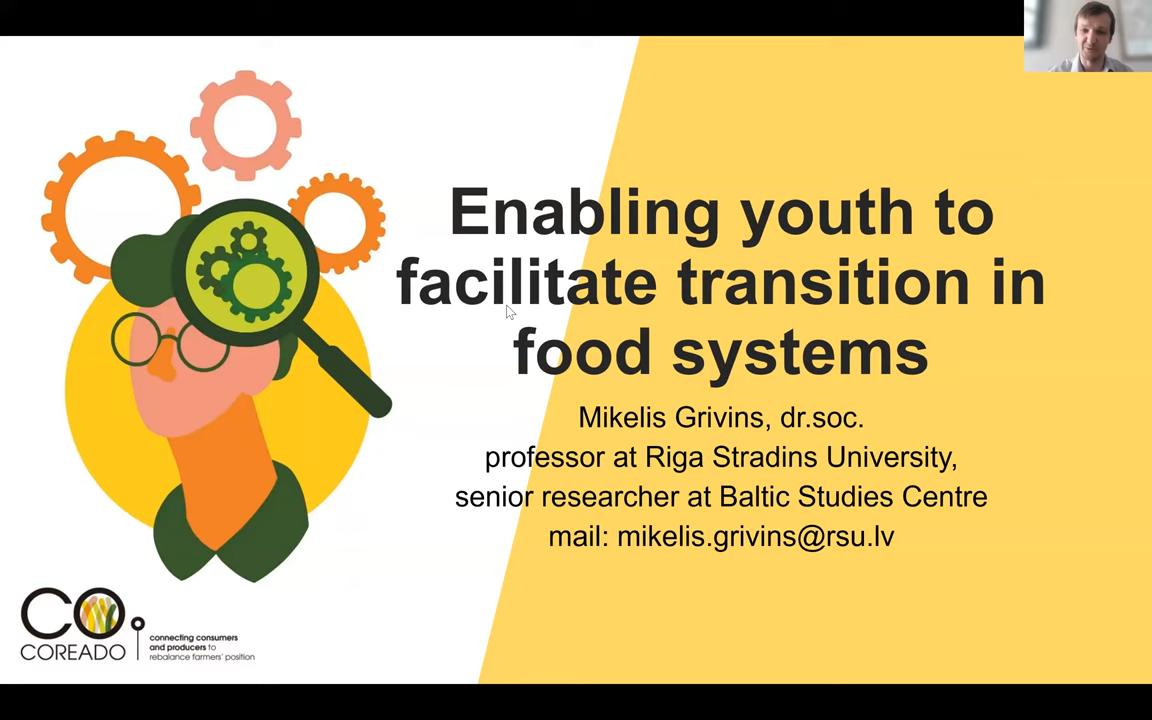 Enabling youth to
facilitate transition in
food systems
Mikelis Grivins, dr.soc.
professor at Riga Stradins University,
senior researcher at Baltic Studies Centre
mail: mikelis.grivins@rsu.lv
CO.
COREADO
connecting consumers
and producers to
rebalance farmers' position